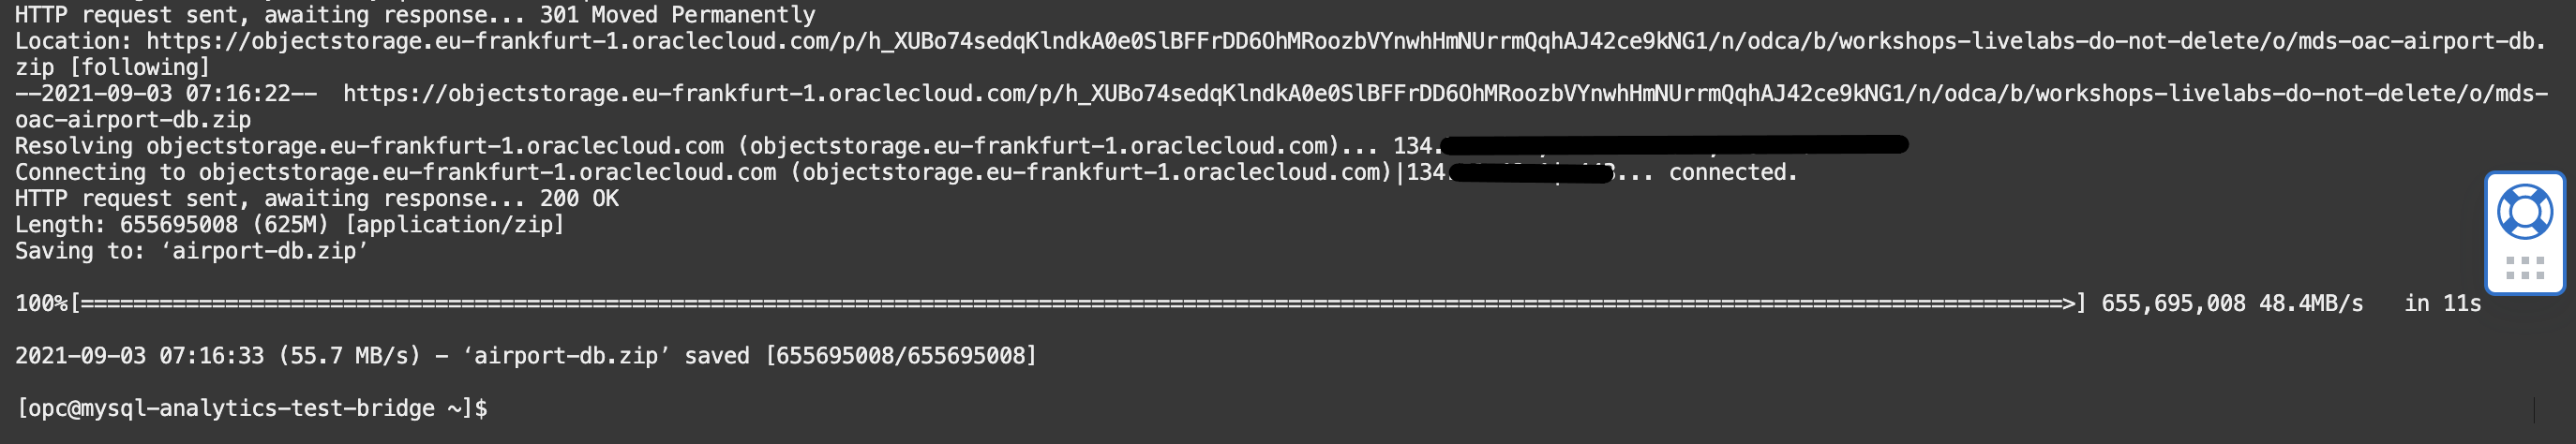 HTTP request sent, awaiting response... 301 Moved Permanently
Location: https://objectstorage.eu-frankfurt-1.oraclecloud.com/p/h_XUBo74sedqKlndkA0e0SlBFFrDD6OhMRoozbVYnwhHmNUrrmQqhAJ42ce9kNG1/n/odca/b/workshops-livelabs-do-not-delete/o/mds-oac-airport-db.
zip [following]
--2021-09-03 07:16:22--  https://objectstorage.eu-frankfurt-1.oraclecloud.com/p/h_XUBo74sedqKlndkA0e0SlBFFrDD6OhMRoozbVYnwhHmNUrrmQqhAJ42ce9kNG1/n/odca/b/workshops-livelabs-do-not-delete/o/mds-
oac-airport-db.zip
Resolving objectstorage.eu-frankfurt-1.oraclecloud.com (objectstorage.eu-frankfurt-1.oraclecloud.com)... 134.
Connecting to objectstorage.eu-frankfurt-1.oraclecloud.com (objectstorage.eu-frankfurt-1.oraclecloud.com)|134. ... connected.
HTTP request sent, awaiting response... 200 OK
Length: 655695008 (625M) [application/zip]
Saving to: ‘airport-db.zip’
100%[======================================================================================================================================================>] 655,695,008 48.4MB/s   in 11s
2021-09-03 07:16:33 (55.7 MB/s) - ‘airport-db.zip’ saved [655695008/655695008]
[opc@mysql-analytics-test-bridge ~]$